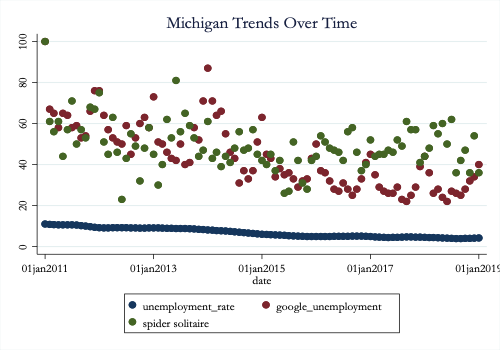 Michigan Trends Over Time
100
80
60
40
20
0
01jan2011 01jan2013 01jan2015 01jan2017 01jan2019
date
unemployment_rate google_unemployment
spider solitaire